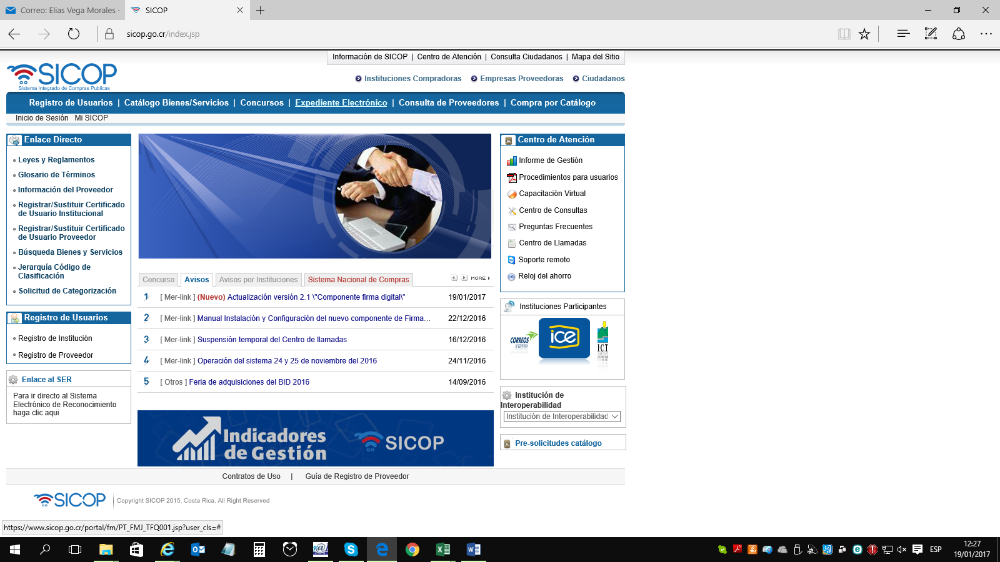 Correo: Elias Vega Morales -
SICOP
sicop.go.cr/index.jsp
Información de SICOP | Centro de Atención | Consulta Ciudadanos | Mapa del Sitio
SICOP
Sistema Integrado de Compras Públicas
Instituciones Compradoras
Empresas Proveedoras
Ciudadanos
Registro de Usuarios | Catálogo Bienes/Servicios | Concursos | Expediente Electrónico | Consulta de Proveedores | Compra por Catálogo
Inicio de Sesión Mi SICOP
Enlace Directo
Leyes y Reglamentos
Glosario de Términos
Información del Proveedor
Registrar/Sustituir Certificado
de Usuario Institucional
Registrar/Sustituir Certificado
de Usuario Proveedor
Búsqueda Bienes y Servicios
Jerarquía Código de
Clasificación
Solicitud de Categorización
Registro de Usuarios
Registro de Institución
Registro de Proveedor
Enlace al SER
Para ir directo al Sistema
Electrónico de Reconocimiento
haga clic aqui
Concurso
Avisos
Avisos por Instituciones
Sistema Nacional de Compras
MORE
1 [ Mer-link ] (Nuevo) Actualización versión 2.1 \"Componente firma digital\" 19/01/2017
2 [ Mer-link ] Manual Instalación y Configuración del nuevo componente de Firma... 22/12/2016
3 [ Mer-link ] Suspensión temporal del Centro de llamadas 16/12/2016
4 [ Mer-link ] Operación del sistema 24 y 25 de noviembre del 2016 24/11/2016
5 [ Otros ] Feria de adquisiciones del BID 2016 14/09/2016
Indicadores
de Gestión
SICOP
Centro de Atención
Informe de Gestión
Procedimientos para usuarios
Capacitación Virtual
Centro de Consultas
Preguntas Frecuentes
Centro de Llamadas
Soporte remoto
Reloj del ahorro
Instituciones Participantes
CORREOS
ice
ICT
Institución de
Interoperabilidad
Institución de Interoperabilidad
Pre-solicitudes catálogo
Contratos de Uso | Guía de Registro de Proveedor
SICOP
Copyright SICOP 2015, Costa Rica. All Right Reserved
https://www.sicop.go.cr/portal/fm/PT_FMJ_TFQ001.jsp?user_cls=#
ESP
12:27
19/01/2017